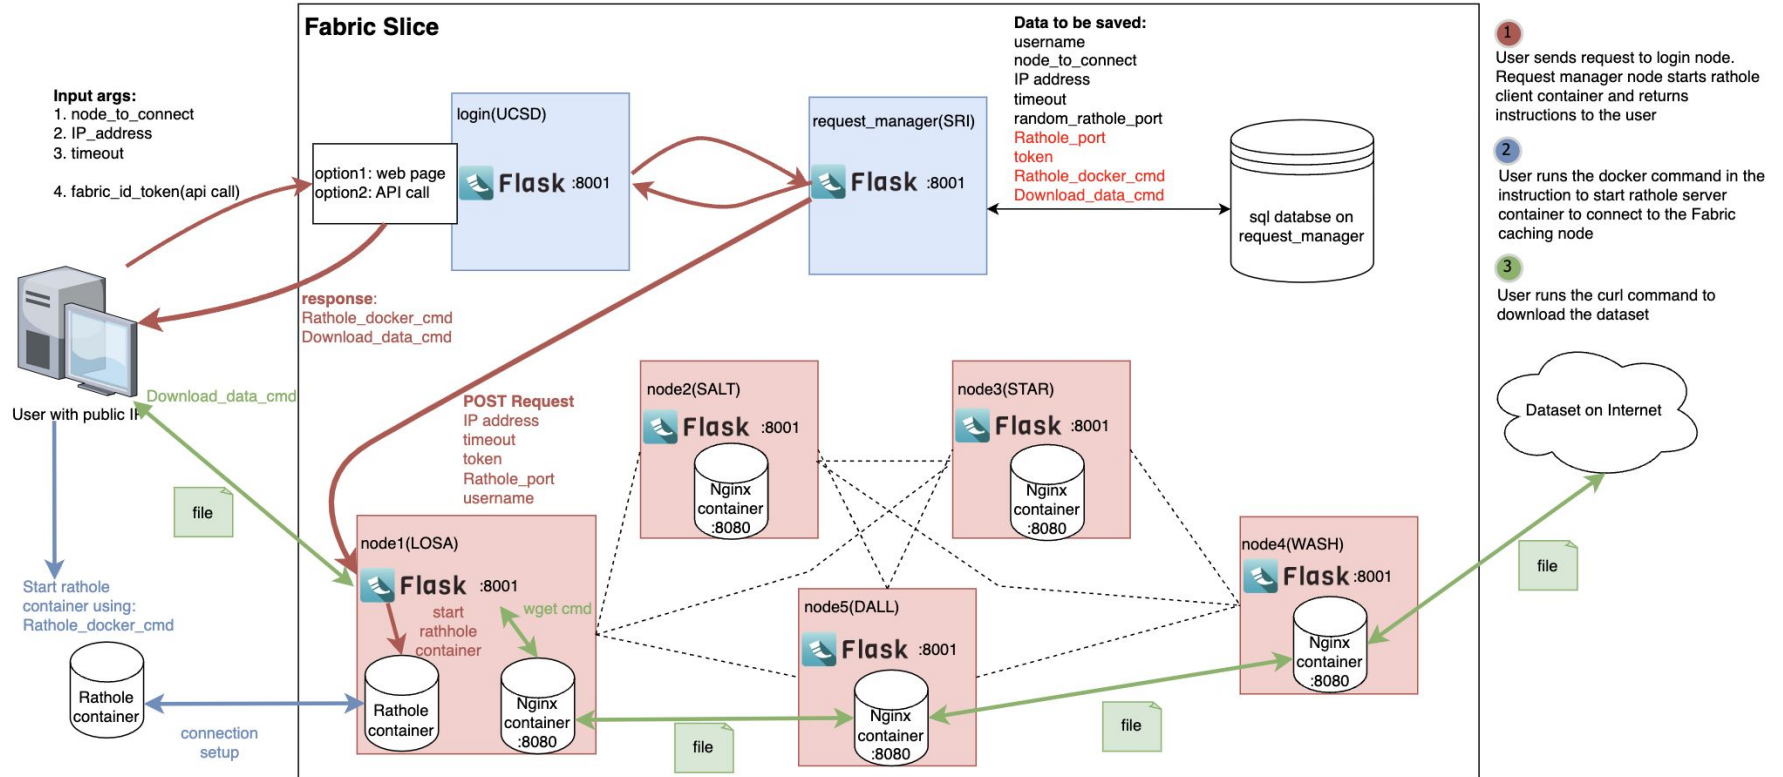 Fabric Slice
Input args:
1. node_to_connect
2. IP_address
3. timeout
4. fabric_id_token(api call)
login(UCSD)
option1: web page
option2: API call
Flask :8001
request_manager(SRI)
Flask :8001
Data to be saved:
username
node_to_connect
IP address
timeout
random_rathole_port
Rathole_port
token
Rathole_docker_cmd
Download_data_cmd
sql databse on
request_manager
1
User sends request to login node.
Request manager node starts rathole
client container and returns
instructions to the user
2
User runs the docker command in the
instruction to start rathole server
container to connect to the Fabric
caching node
3
User runs the curl command to
download the dataset
response:
Rathole_docker_cmd
Download_data_cmd
User with public IP
Download_data_cmd
file
Start rathole
container using:
Rathole_docker_cmd
Rathole
container
connection
setup
POST Request
IP address
timeout
token
Rathole_port
username
node1(LOSA)
Flask :8001
start
rathhole
container
wget cmd
Rathole
container
Nginx
container
:8080
node2(SALT)
Flask :8001
Nginx
container
:8080
node3(STAR)
Flask :8001
Nginx
container
:8080
node5(DALL)
Flask :8001
Nginx
container
:8080
node4(WASH)
Flask :8001
Nginx
container
:8080
file
file
file
Dataset on Internet